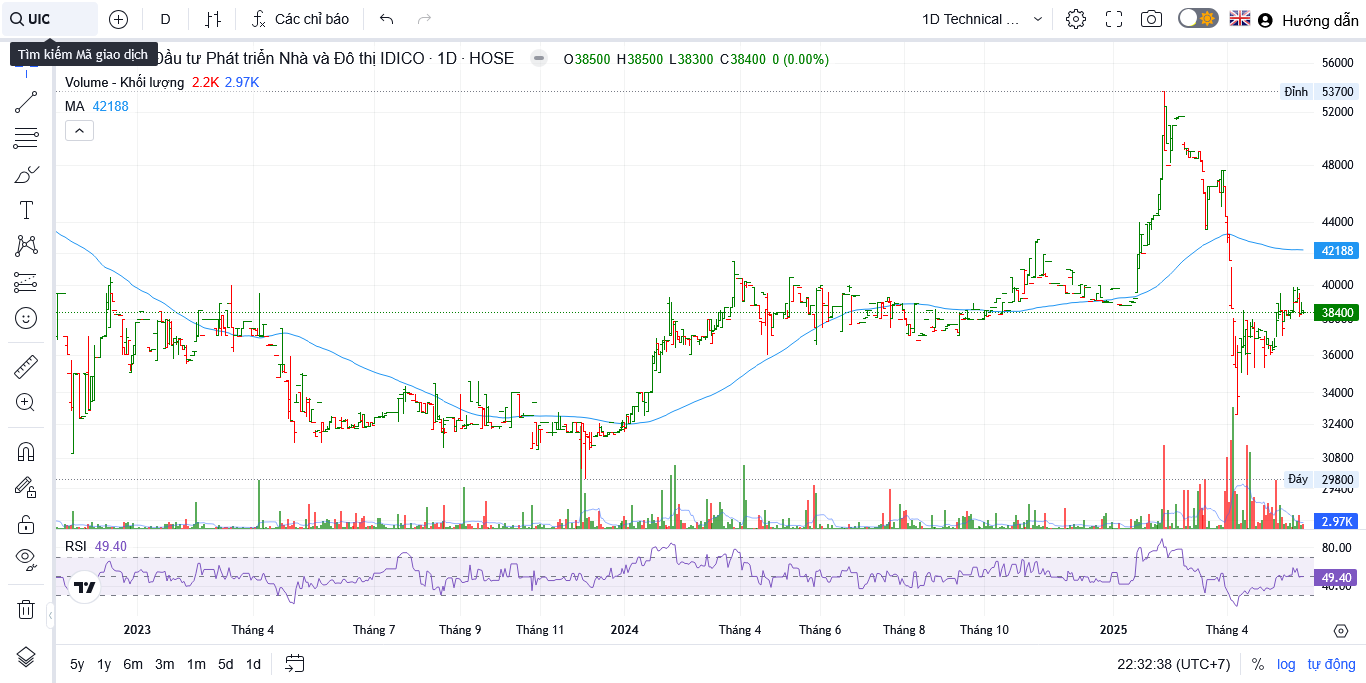 UIC
D
Các chỉ báo
1D Technical ...
Hướng dẫn
Tìm kiếm Mã giao dịch
Đầu tư Phát triển Nhà và Đô thị IDICO · 1D · HOSE
O38500 H38500 L38300 C38400 0 (0.00%)
Volume - Khối lượng 2.2K 2.97K
MA 42188
56000
Đỉnh 53700
52000
48000
44000
42188
40000
38400
36000
34000
32400
30800
Đáy 29800
29400
2.97K
RSI 49.40
80.00
49.40
40.00
2023 Tháng 4 Tháng 7 Tháng 9 Tháng 11 2024 Tháng 4 Tháng 6 Tháng 8 Tháng 10 2025 Tháng 4
5y 1y 6m 3m 1m 5d 1d
22:32:38 (UTC+7) % log tự động